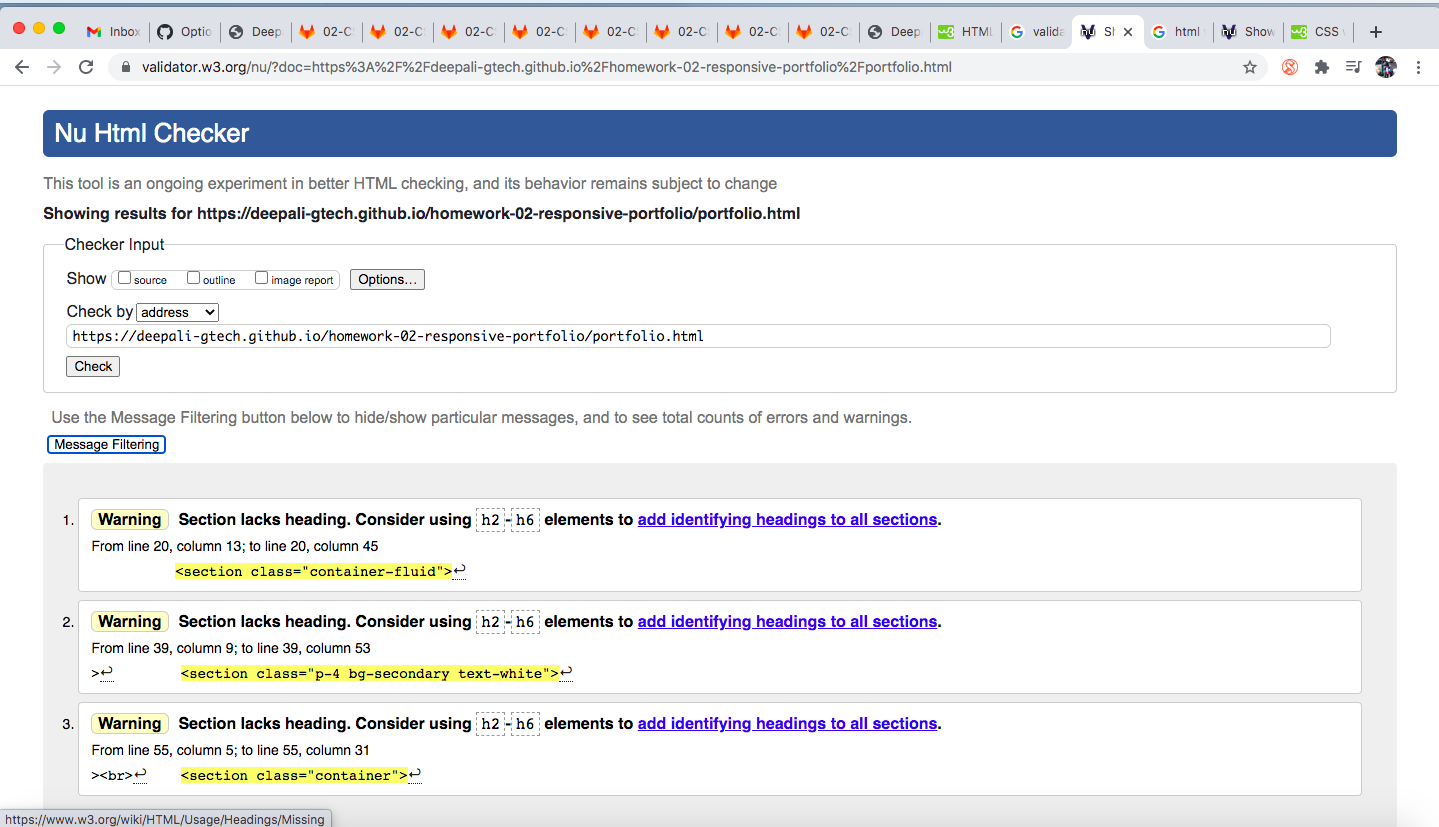 Inbox Optio Deep 02-C 02-C 02-C 02-C 02-C 02-C 02-C 02-C Deep HTML valida Sh html Show CSS
validator.w3.org/nu/?doc=https%3A%2F%2Fdeepali-gtech.github.io%2Fhomework-02-responsive-portfolio%2Fportfolio.html
Nu Html Checker
This tool is an ongoing experiment in better HTML checking, and its behavior remains subject to change
Showing results for https://deepali-gtech.github.io/homework-02-responsive-portfolio/portfolio.html
Checker Input
Show source outline image report Options...
Check by address
https://deepali-gtech.github.io/homework-02-responsive-portfolio/portfolio.html
Check
Use the Message Filtering button below to hide/show particular messages, and to see total counts of errors and warnings.
Message Filtering
1. Warning Section lacks heading. Consider using h2-h6 elements to add identifying headings to all sections.
From line 20, column 13; to line 20, column 45
<section class="container-fluid">↩
2. Warning Section lacks heading. Consider using h2-h6 elements to add identifying headings to all sections.
From line 39, column 9; to line 39, column 53
>↩ <section class="p-4 bg-secondary text-white">↩
3. Warning Section lacks heading. Consider using h2-h6 elements to add identifying headings to all sections.
From line 55, column 5; to line 55, column 31
><br>↩ <section class="container">↩
https://www.w3.org/wiki/HTML/Usage/Headings/Missing